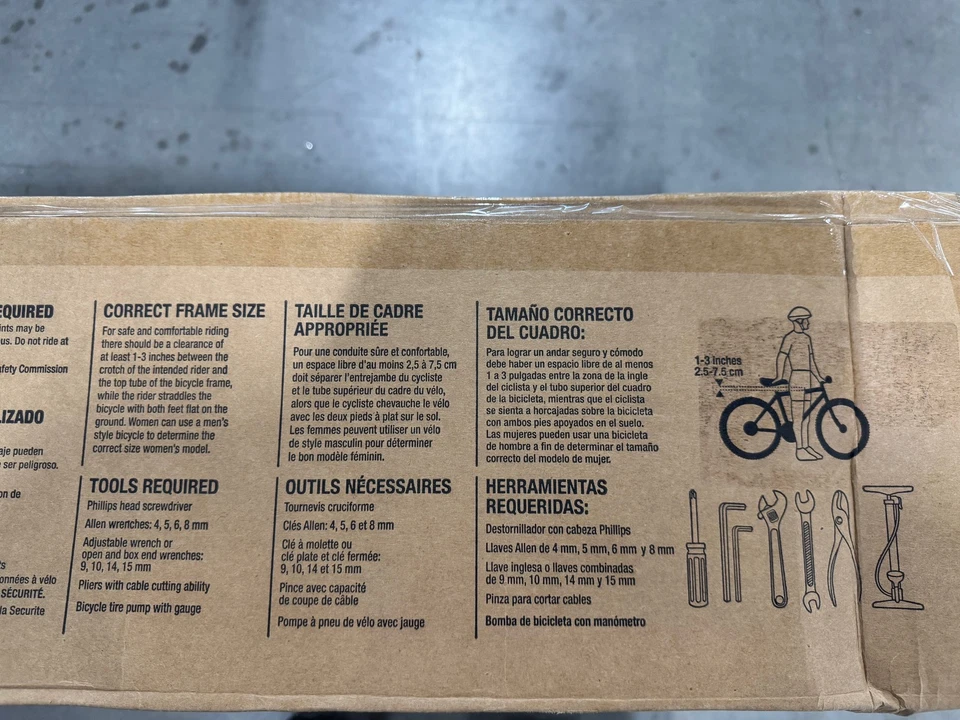 EQUIRED
ints may be
us. Do not ride at
afety Commission
LIZADO
aje pueden
ser peligroso.
on de
onnées à vélo
SÉCURITÉ.
la Securite
CORRECT FRAME SIZE
For safe and comfortable riding
there should be a clearance of
at least 1-3 inches between the
crotch of the intended rider and
the top tube of the bicycle frame,
while the rider straddles the
bicycle with both feet flat on the
ground. Women can use a men's
style bicycle to determine the
correct size women's model.
TOOLS REQUIRED
Phillips head screwdriver
Allen wrenches: 4, 5, 6, 8 mm
Adjustable wrench or
open and box end wrenches:
9, 10, 14, 15 mm
Pliers with cable cutting ability
Bicycle tire pump with gauge
TAILLE DE CADRE
APPROPRIÉE
Pour une conduite sûre et confortable,
un espace libre d'au moins 2,5 à 7,5 cm
doit séparer l'entrejambe du cycliste
et le tube supérieur du cadre du vélo,
alors que le cycliste chevauche le vélo
avec les deux pieds à plat sur le sol.
Les femmes peuvent utiliser un vélo
de style masculin pour déterminer
le bon modèle féminin.
OUTILS NÉCESSAIRES
Tournevis cruciforme
Clés Allen: 4, 5, 6 et 8 mm
Clé à molette ou
clé plate et clé fermée:
9, 10, 14 et 15 mm
Pince avec capacité
de coupe de câble
Pompe à pneu de vélo avec jauge
TAMAÑO CORRECTO
DEL CUADRO:
Para lograr un andar seguro y cómodo
debe haber un espacio libre de al menos
1 a 3 pulgadas entre la zona de la ingle
del ciclista y el tubo superior del cuadro
de la bicicleta, mientras que el ciclista
se sienta a horcajadas sobre la bicicleta
con ambos pies apoyados en el suelo.
Las mujeres pueden usar una bicicleta
de hombre a fin de determinar el tamaño
correcto del modelo de mujer.
HERRAMIENTAS
REQUERIDAS:
Destornillador con cabeza Phillips
Llaves Allen de 4 mm, 5 mm, 6 mm y 8 mm
Llave inglesa o llaves combinadas
de 9 mm, 10 mm, 14 mm y 15 mm
Pinza para cortar cables
Bomba de bicicleta con manómetro
1-3 Inches
2.5-7.5 cm